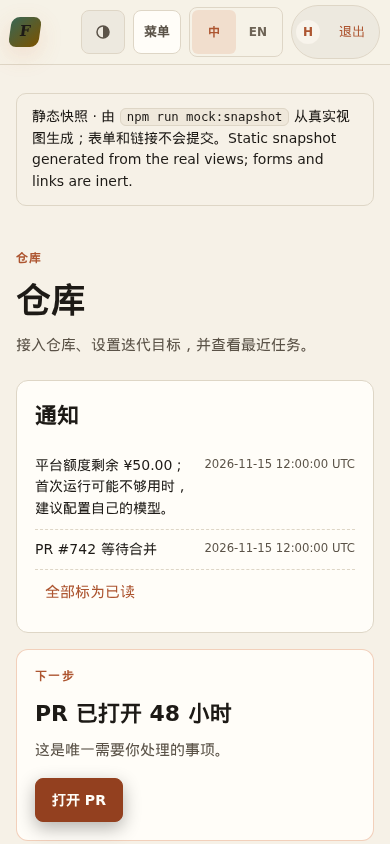 F
菜单
中
EN
H
退出
静态快照 · 由 npm run mock:snapshot 从真实视
图生成；表单和链接不会提交。Static snapshot
generated from the real views; forms and
links are inert.
仓库
仓库
接入仓库、设置迭代目标，并查看最近任务。
通知
平台额度剩余 ¥50.00；
首次运行可能不够用时，
建议配置自己的模型。
2026-11-15 12:00:00 UTC
PR #742 等待合并
2026-11-15 12:00:00 UTC
全部标为已读
下一步
PR 已打开 48 小时
这是唯一需要你处理的事项。
打开 PR